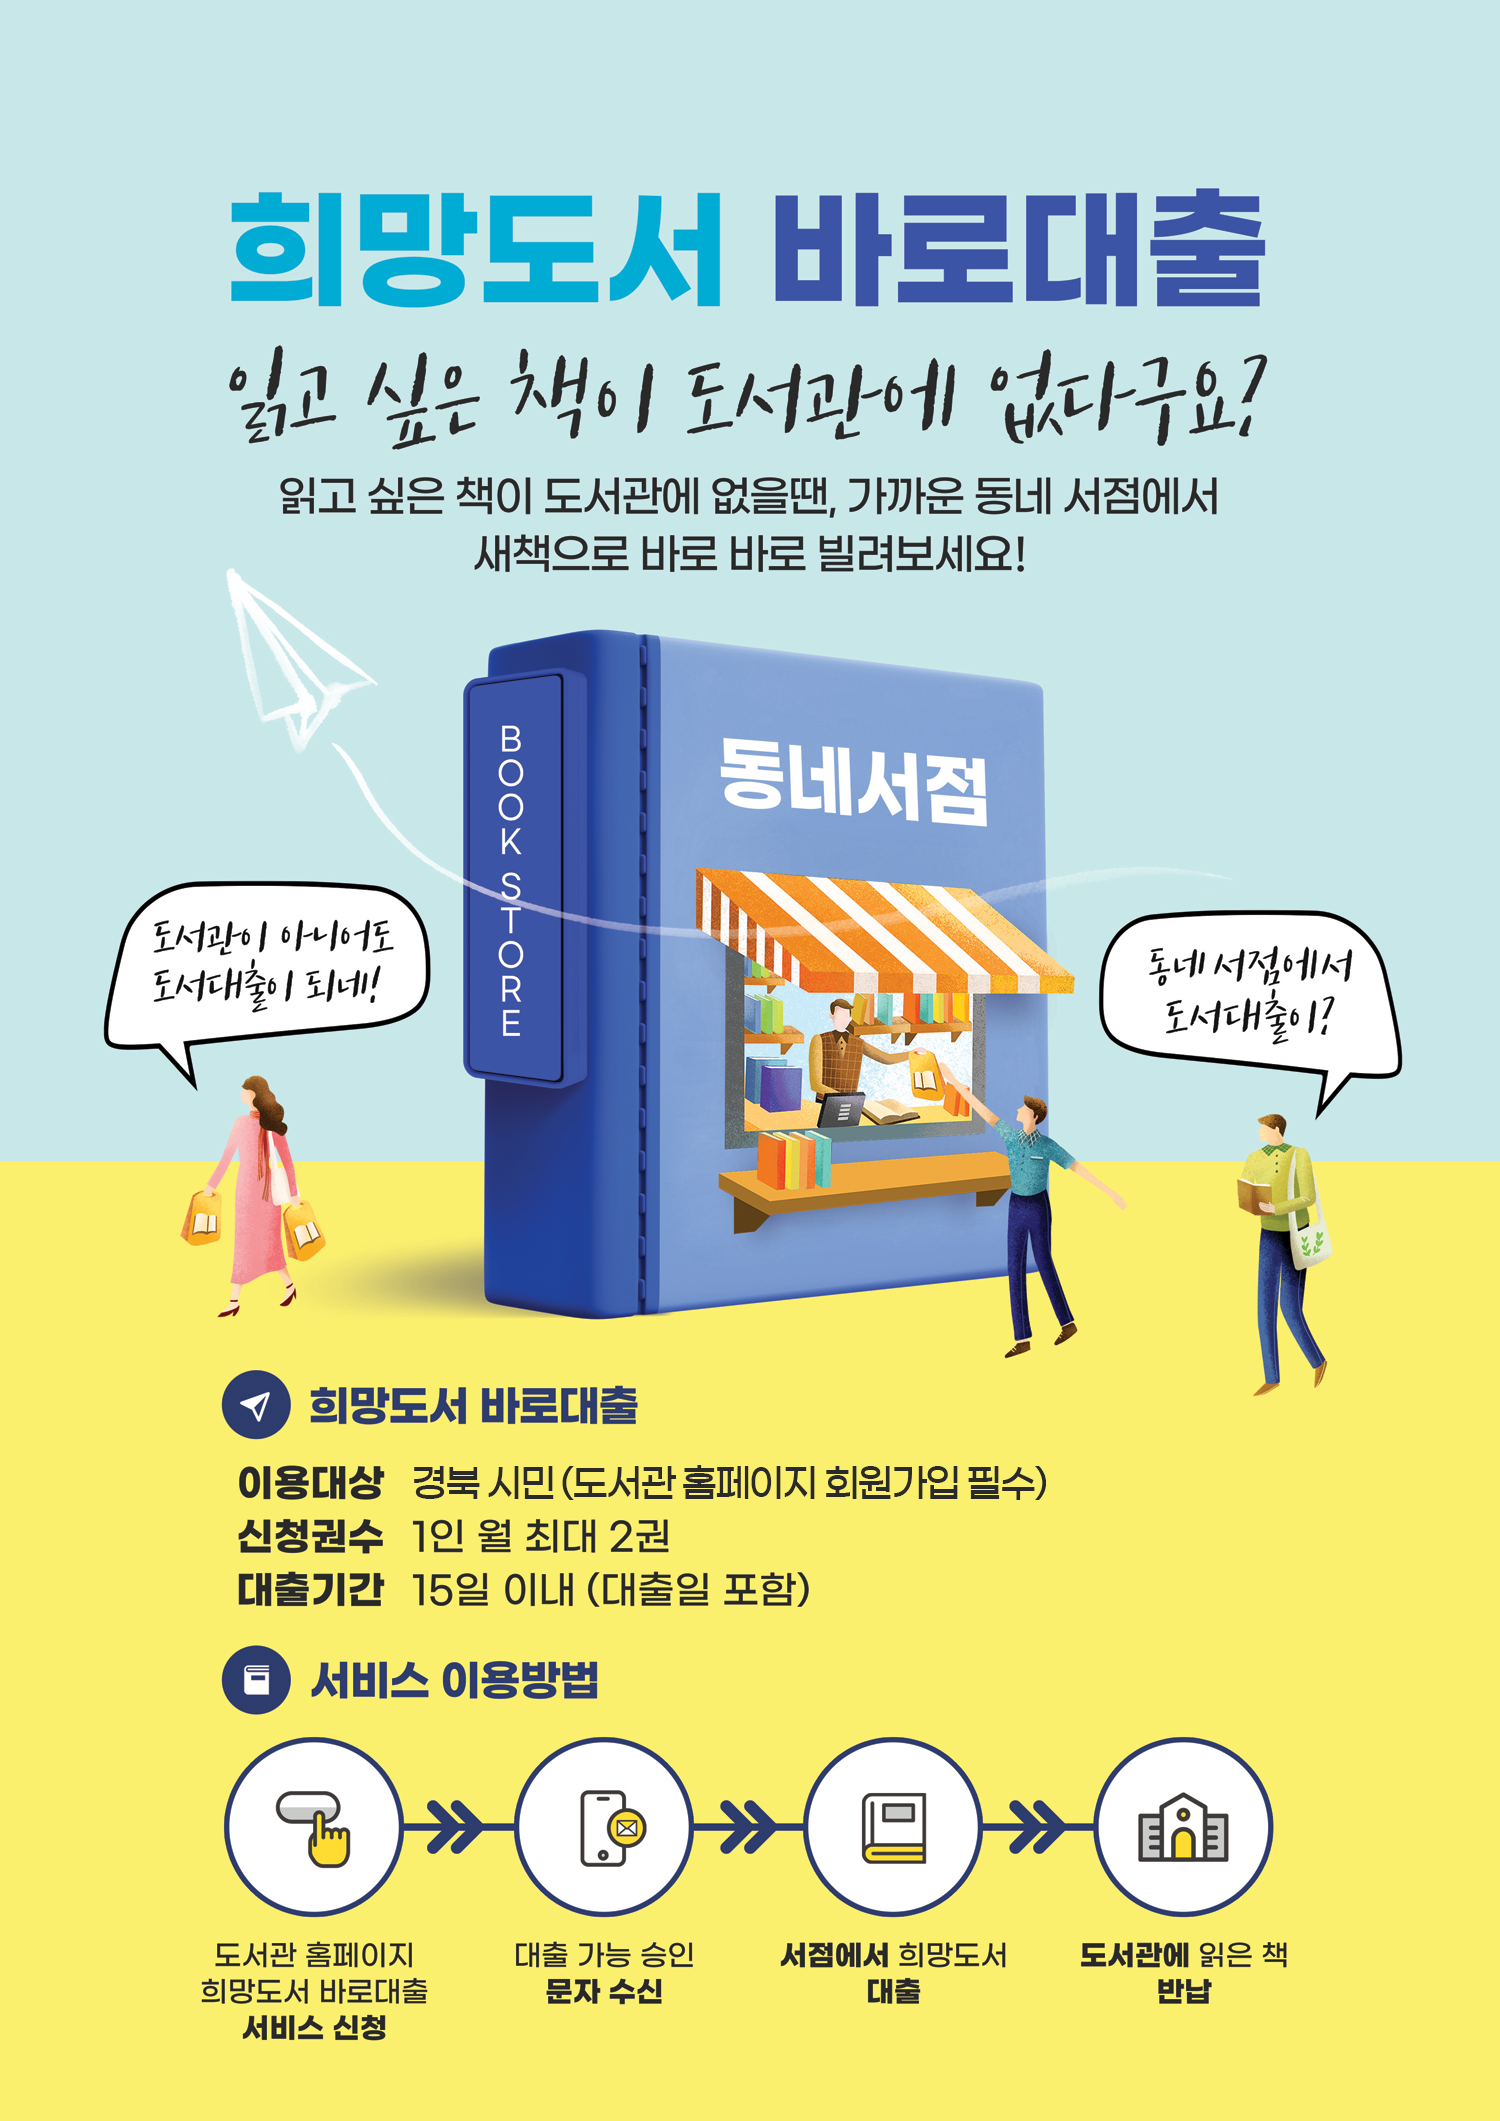 희망도서 바로대출
읽고 싶은 책이 도서관에 없다구요?
읽고 싶은 책이 도서관에 없을땐, 가까운 동네 서점에서
새책으로 바로 바로 빌려보세요!
BOOK STORE
동네서점
도서관이 아니어도
도서대출이 되네!
동네 서점에서
도서대출이?
희망도서 바로대출
이용대상 경북 시민 (도서관 홈페이지 회원가입 필수)
신청권수 1인 월 최대 2권
대출기간 15일 이내 (대출일 포함)
서비스 이용방법
도서관 홈페이지
희망도서 바로대출
서비스 신청
대출 가능 승인
문자 수신
서점에서 희망도서
대출
도서관에 읽은 책
반납